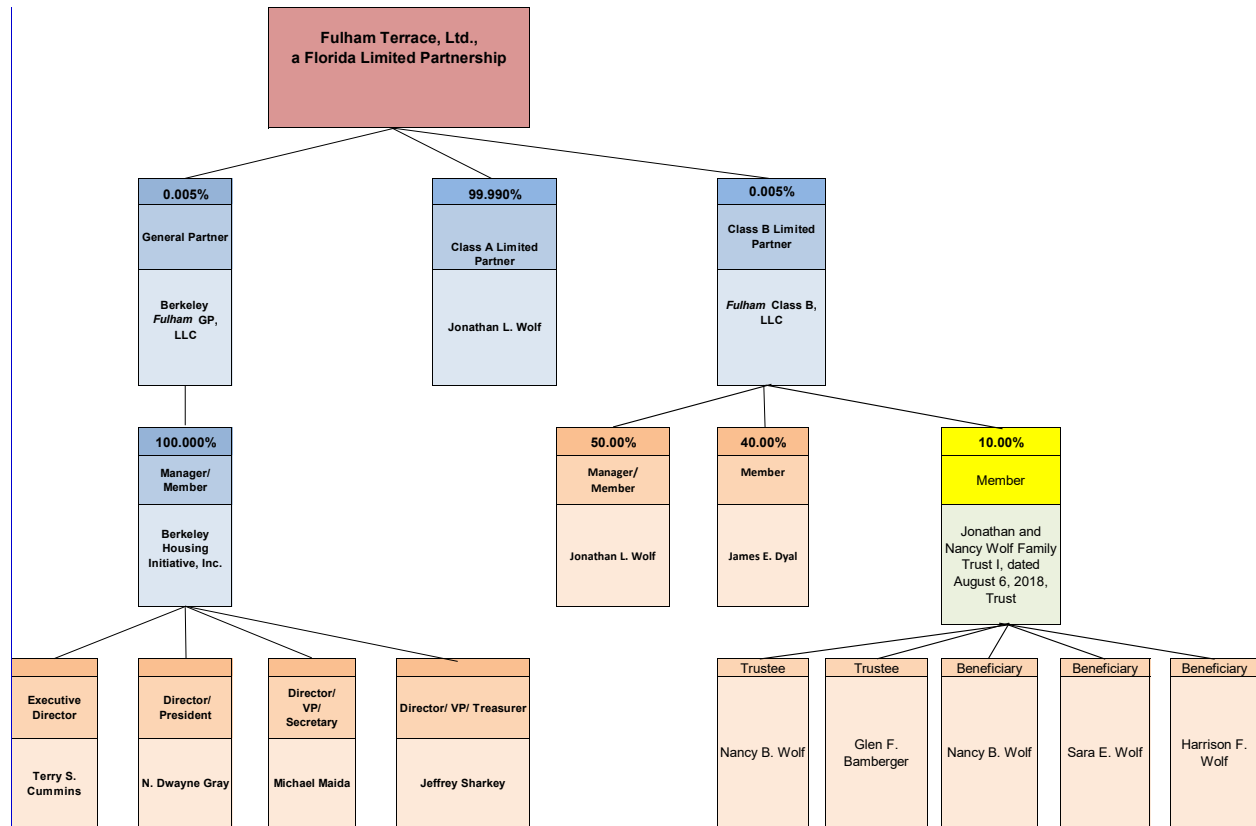 Fulham Terrace, Ltd.,
a Florida Limited Partnership
0.005%
General Partner
Berkeley
Fulham GP,
LLC
99.990%
Class A Limited
Partner
Jonathan L. Wolf
0.005%
Class B Limited
Partner
Fulham Class B,
LLC
100.000%
Manager/
Member
Berkeley
Housing
Initiative, Inc.
50.00%
Manager/
Member
Jonathan L. Wolf
40.00%
Member
James E. Dyal
10.00%
Member
Jonathan and
Nancy Wolf Family
Trust I, dated
August 6, 2018,
Trust
Executive
Director
Terry S.
Cummins
Director/
President
N. Dwayne Gray
Director/
VP/
Secretary
Michael Maida
Director/ VP/ Treasurer
Jeffrey Sharkey
Trustee
Nancy B. Wolf
Trustee
Glen F.
Bamberger
Beneficiary
Nancy B. Wolf
Beneficiary
Sara E. Wolf
Beneficiary
Harrison F.
Wolf